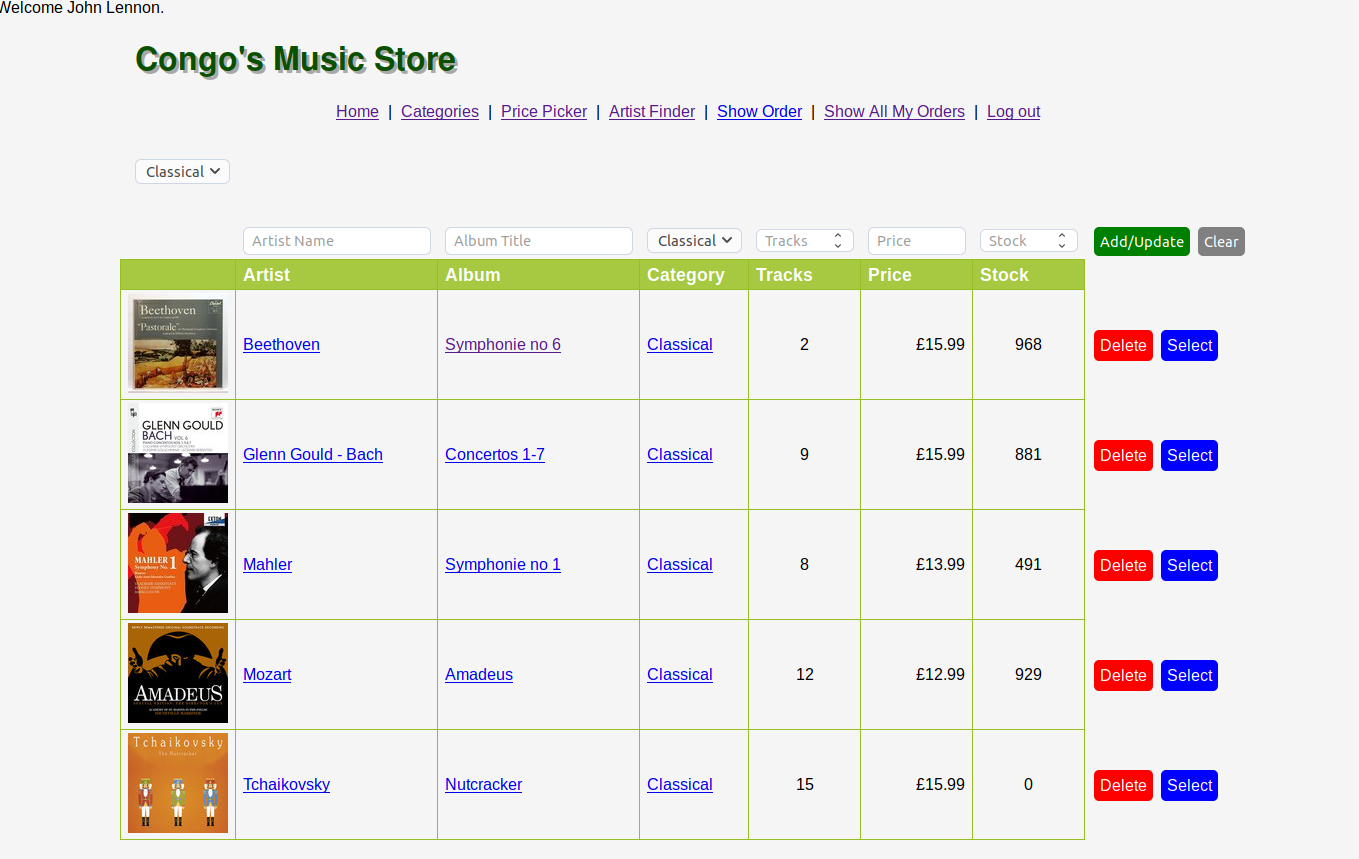 Welcome John Lennon.
Congo's Music Store
Home | Categories | Price Picker | Artist Finder | Show Order | Show All My Orders | Log out
Classical
Artist Name Album Title Classical Tracks Price Stock Add/Update Clear
Artist Album Category Tracks Price Stock
Beethoven
"Pastorale"
Beethoven Symphonie no 6 Classical 2 £15.99 968 Delete Select
GLENN GOULD
BACH VOL 6
Glenn Gould - Bach Concertos 1-7 Classical 9 £15.99 881 Delete Select
MAHLER 1
Symphony No.
Mahler Symphonie no 1 Classical 8 £13.99 491 Delete Select
AMADEUS
Mozart Amadeus Classical 12 £12.99 929 Delete Select
Tchaikovsky
The Nutcracker
Tchaikovsky Nutcracker Classical 15 £15.99 0 Delete Select